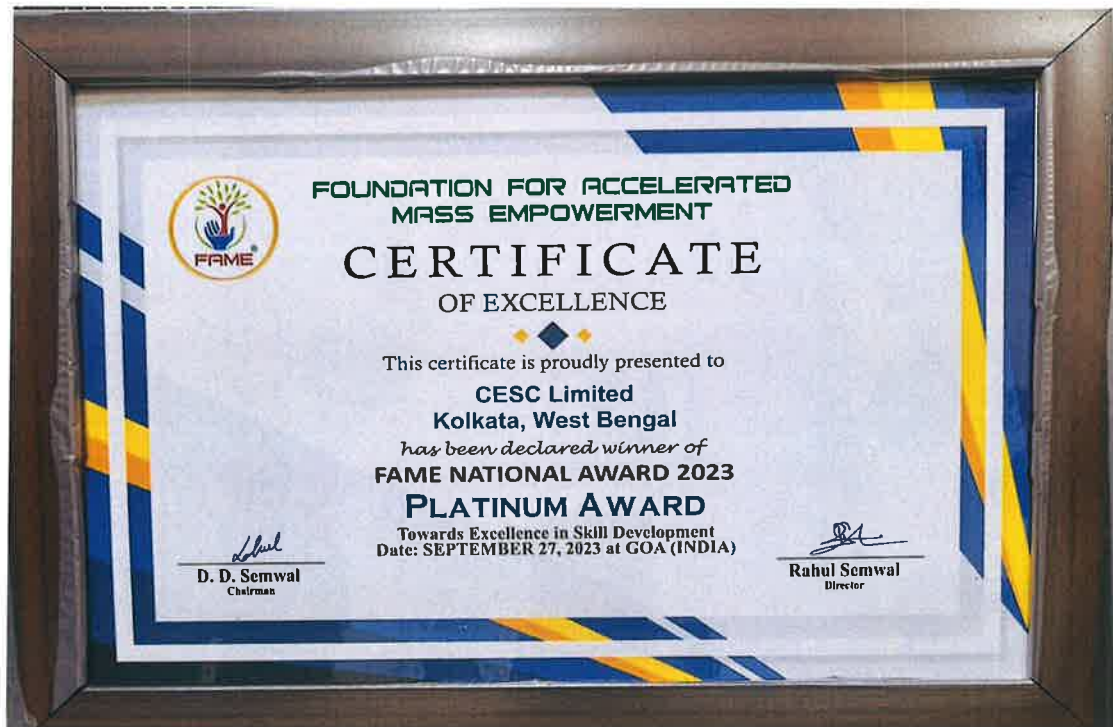 FOUNDATION FOR ACCELERATED
MASS EMPOWERMENT
FAME
CERTIFICATE
OF EXCELLENCE
This certificate is proudly presented to
CESC Limited
Kolkata, West Bengal
has been declared winner of
FAME NATIONAL AWARD 2023
PLATINUM AWARD
Towards Excellence in Skill Development
Date: SEPTEMBER 27, 2023 at GOA (INDIA)
D. D. Semwal
Chairman
Rahul Semwal
Director